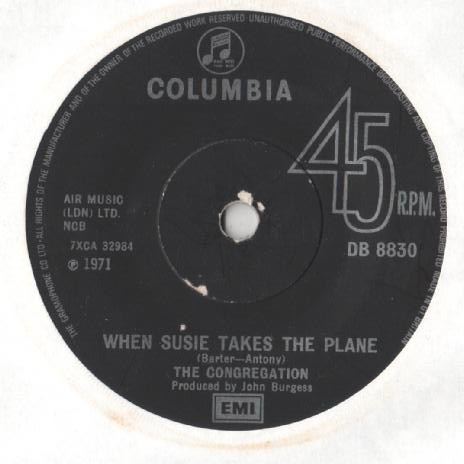 THE GRAMOPHONE CO LTD·ALL RIGHTS OF THE MANUFACTURER AND OF THE OWNER OF THE RECORDED WORK RESERVED·UNAUTHORISED PUBLIC PERFORMANCE BROADCASTING AND COPYING OF THIS RECORD PROHIBITED·MADE IN GT BRITAIN
COLUMBIA
45
R.P.M.
AIR MUSIC
(LDN) LTD.
NCB
7XCA 32984
℗ 1971
DB 8830
WHEN SUSIE TAKES THE PLANE
(Barter—Antony)
THE CONGREGATION
Produced by John Burgess
EMI